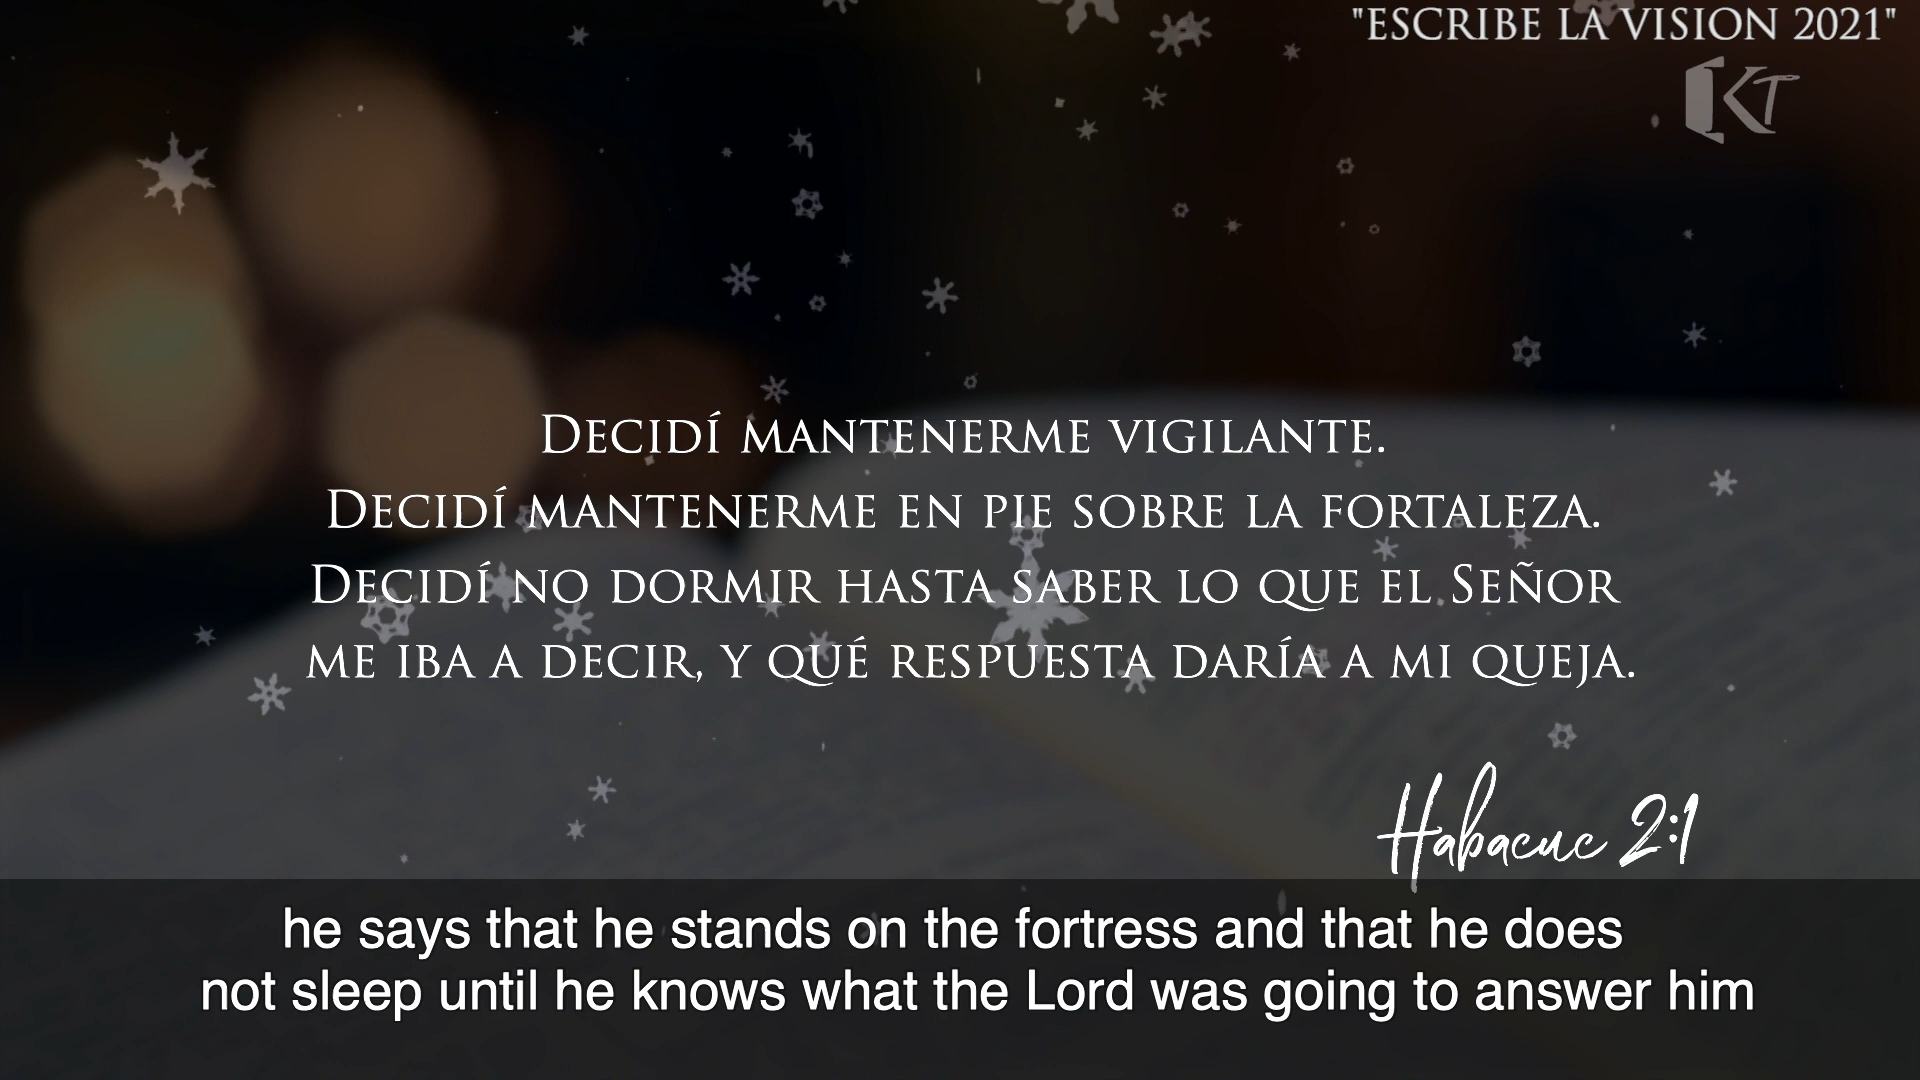 "ESCRIBE LA VISION 2021"
KT
Decidí mantenerme vigilante.
Decidí mantenerme en pie sobre la fortaleza.
Decidí no dormir hasta saber lo que el Señor
me iba a decir, y qué respuesta daría a mi queja.
Habacuc 2:1
he says that he stands on the fortress and that he does
not sleep until he knows what the Lord was going to answer him